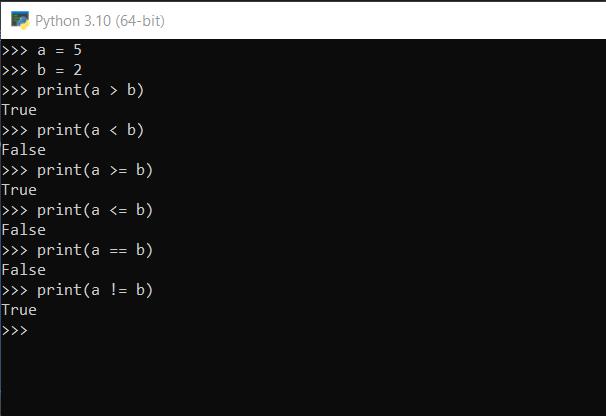 Python 3.10 (64-bit)
>>> a = 5
>>> b = 2
>>> print(a > b)
True
>>> print(a < b)
False
>>> print(a >= b)
True
>>> print(a <= b)
False
>>> print(a == b)
False
>>> print(a != b)
True
>>>